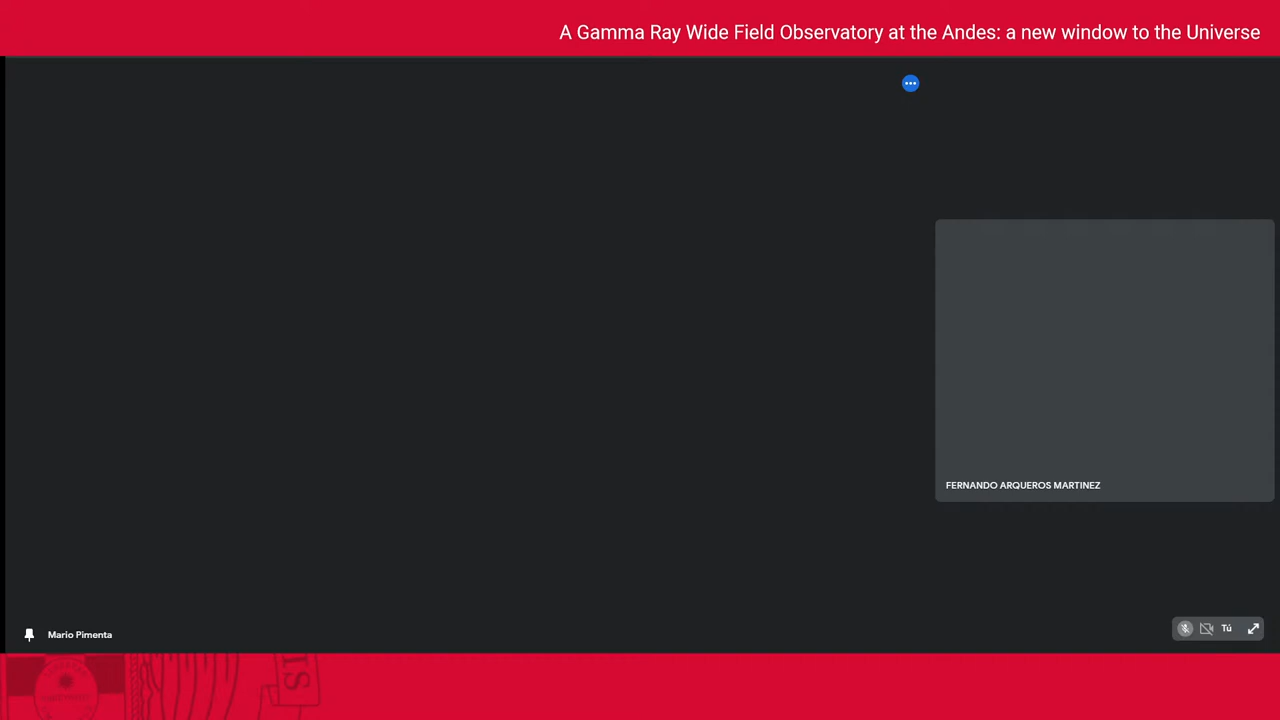 A Gamma Ray Wide Field Observatory at the Andes: a new window to the Universe
FERNANDO ARQUEROS MARTINEZ
Tú
Mario Pimenta
SI